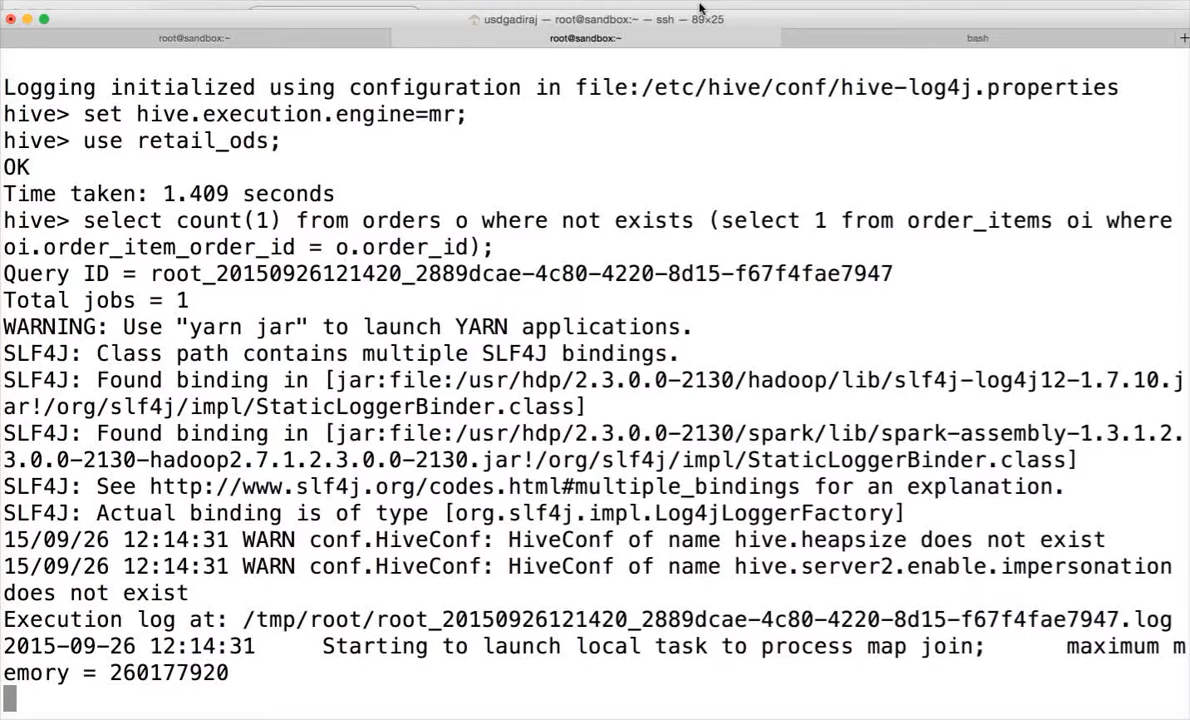 usdgadiraj — root@sandbox:~ — ssh — 89×25
root@sandbox:~ root@sandbox:~ bash +
Logging initialized using configuration in file:/etc/hive/conf/hive-log4j.properties
hive> set hive.execution.engine=mr;
hive> use retail_ods;
OK
Time taken: 1.409 seconds
hive> select count(1) from orders o where not exists (select 1 from order_items oi where
oi.order_item_order_id = o.order_id);
Query ID = root_20150926121420_2889dcae-4c80-4220-8d15-f67f4fae7947
Total jobs = 1
WARNING: Use "yarn jar" to launch YARN applications.
SLF4J: Class path contains multiple SLF4J bindings.
SLF4J: Found binding in [jar:file:/usr/hdp/2.3.0.0-2130/hadoop/lib/slf4j-log4j12-1.7.10.j
ar!/org/slf4j/impl/StaticLoggerBinder.class]
SLF4J: Found binding in [jar:file:/usr/hdp/2.3.0.0-2130/spark/lib/spark-assembly-1.3.1.2.
3.0.0-2130-hadoop2.7.1.2.3.0.0-2130.jar!/org/slf4j/impl/StaticLoggerBinder.class]
SLF4J: See http://www.slf4j.org/codes.html#multiple_bindings for an explanation.
SLF4J: Actual binding is of type [org.slf4j.impl.Log4jLoggerFactory]
15/09/26 12:14:31 WARN conf.HiveConf: HiveConf of name hive.heapsize does not exist
15/09/26 12:14:31 WARN conf.HiveConf: HiveConf of name hive.server2.enable.impersonation
does not exist
Execution log at: /tmp/root/root_20150926121420_2889dcae-4c80-4220-8d15-f67f4fae7947.log
2015-09-26 12:14:31 Starting to launch local task to process map join; maximum m
emory = 260177920